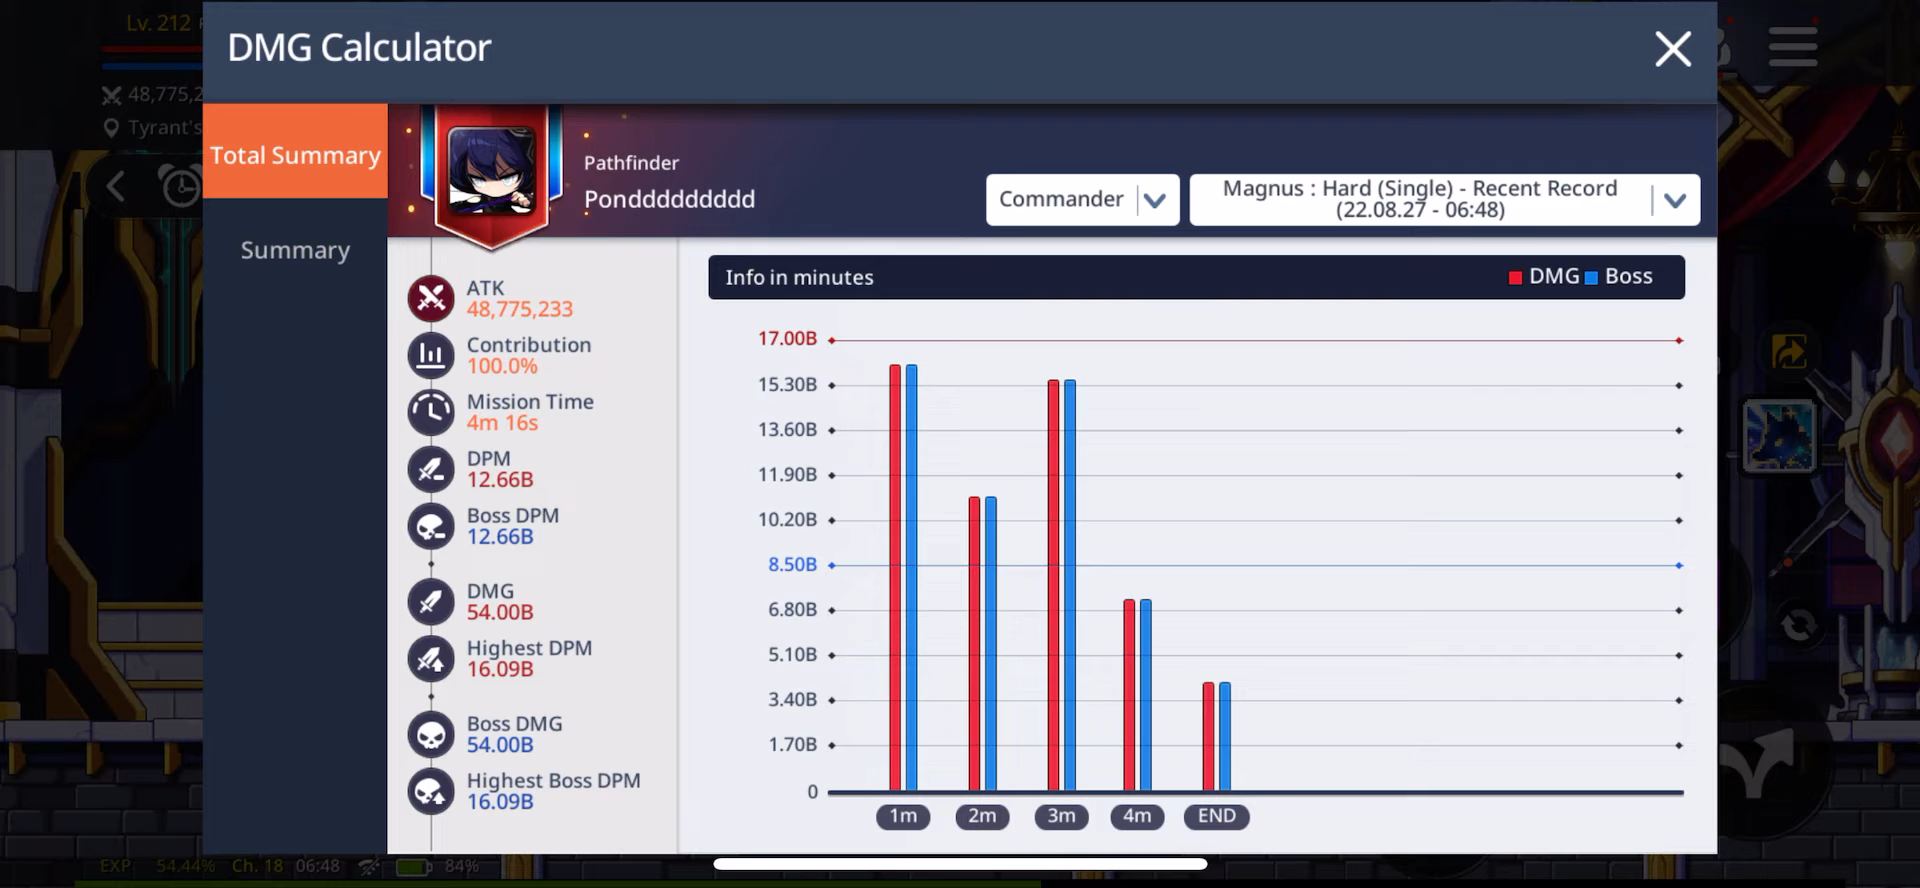 Lv. 212
DMG Calculator
48,775,2
Tyrant's
Total Summary
Summary
Pathfinder
Pondddddddddd
Commander
Magnus : Hard (Single) - Recent Record
(22.08.27 - 06:48)
ATK
48,775,233
Contribution
100.0%
Mission Time
4m 16s
DPM
12.66B
Boss DPM
12.66B
DMG
54.00B
Highest DPM
16.09B
Boss DMG
54.00B
Highest Boss DPM
16.09B
Info in minutes
DMG Boss
17.00B
15.30B
13.60B
11.90B
10.20B
8.50B
6.80B
5.10B
3.40B
1.70B
0
1m 2m 3m 4m END
EXP 54.44% Ch. 18 06:48 84%